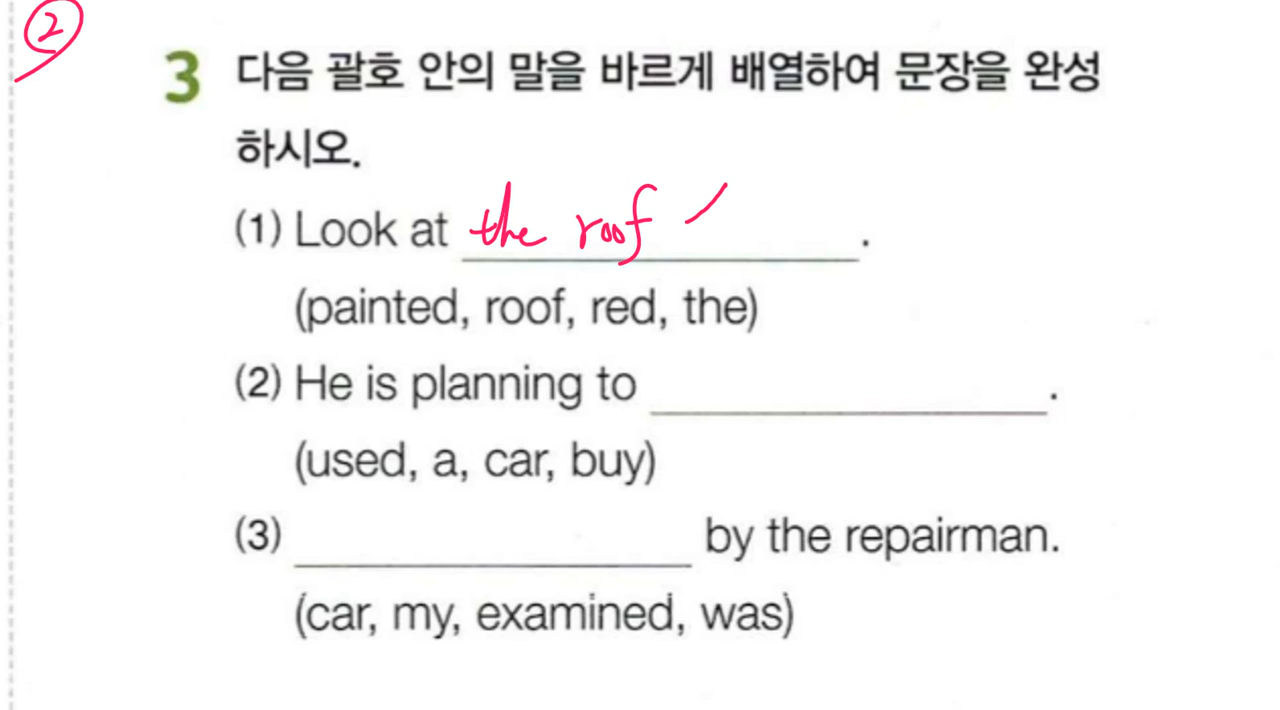 ②
3 다음 괄호 안의 말을 바르게 배열하여 문장을 완성
하시오.
(1) Look at the roof .
(painted, roof, red, the)
(2) He is planning to .
(used, a, car, buy)
(3) by the repairman.
(car, my, examined, was)